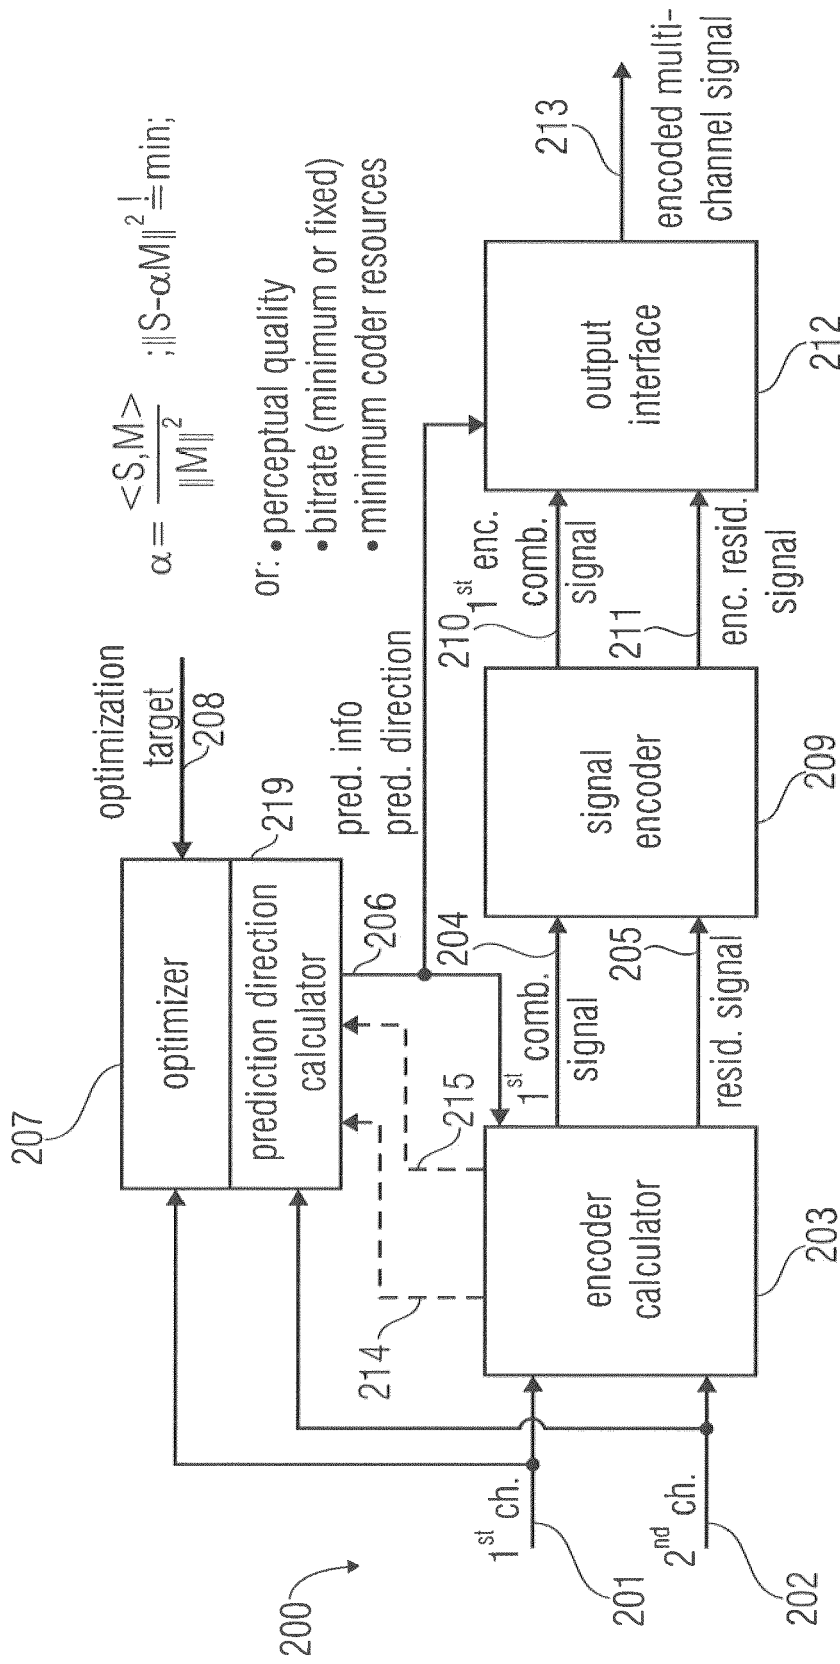 200
207
optimizer
219
prediction direction
calculator
optimization
target
208
α = <S,M> / ‖M‖² ;‖S-αM‖² =! min;
or: • perceptual quality
• bitrate (minimum or fixed)
• minimum coder resources
206
pred. info
pred. direction
214
215
1st ch.
201
2nd ch.
202
encoder
calculator
203
1st comb.
signal
204
205
resid. signal
signal
encoder
209
210
1st enc.
comb.
signal
211
enc. resid.
signal
output
interface
212
213
encoded multi-
channel signal